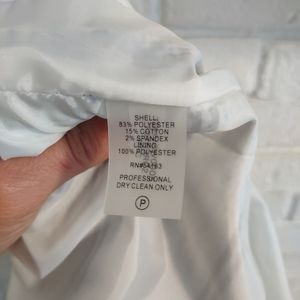 SHELL:
83% POLYESTER
15% COTTON
2% SPANDEX
LINING:
100% POLYESTER
PROFESSIONAL
DRY CLEAN ONLY
P